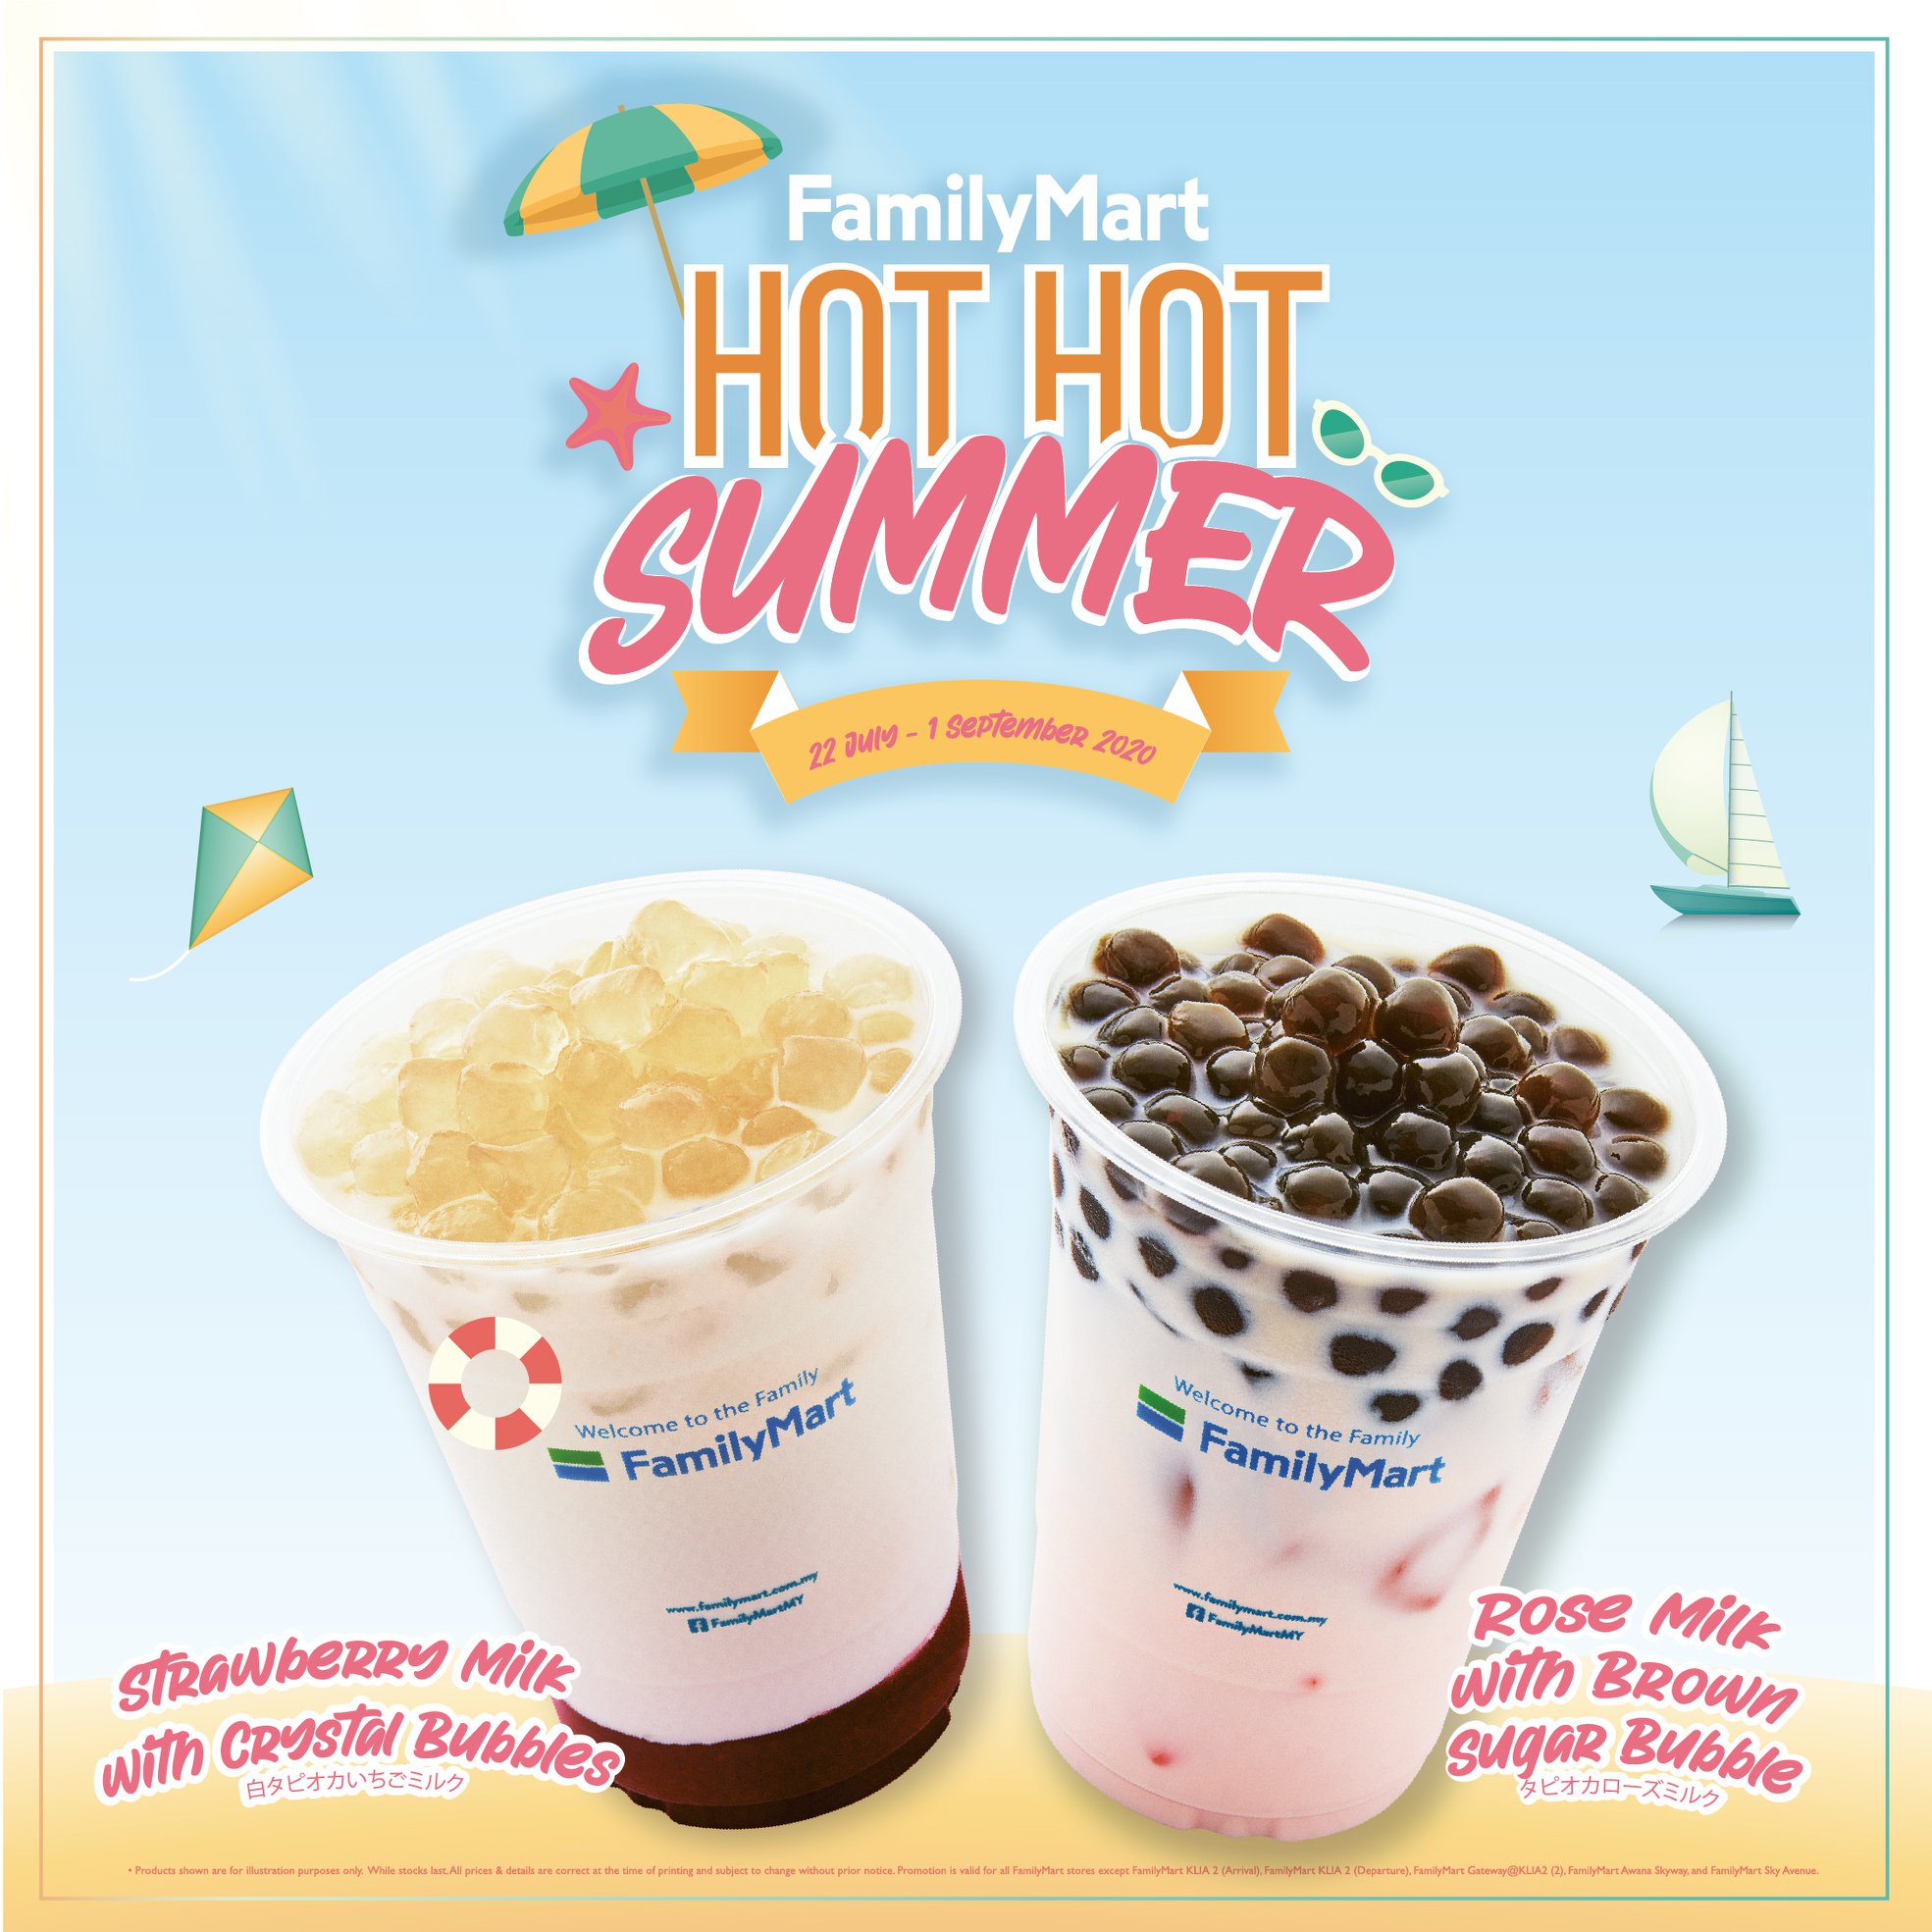 FamilyMart
HOT HOT
SUMMER
22 July - 1 September 2020
Welcome to the Family
FamilyMart
www.familymart.com.my
FamilyMartMY
Welcome to the Family
FamilyMart
www.familymart.com.my
FamilyMartMY
Strawberry Milk
with Crystal Bubbles
白タピオカいちごミルク
Rose Milk
with Brown
Sugar Bubble
タピオカローズミルク
• Products shown are for illustration purposes only. While stocks last. All prices & details are correct at the time of printing and subject to change without prior notice. Promotion is valid for all FamilyMart stores except FamilyMart KLIA 2 (Arrival), FamilyMart KLIA 2 (Departure), FamilyMart Gateway@KLIA2 (2), FamilyMart Awana Skyway, and FamilyMart Sky Avenue.